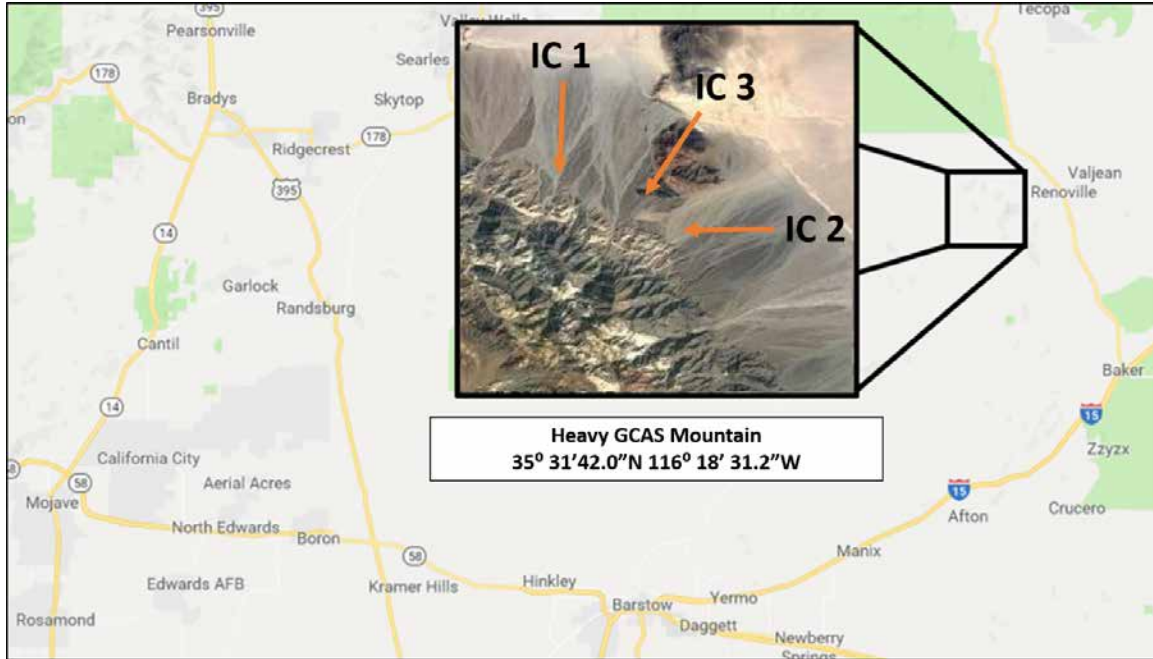 395
Pearsonville
Valley Wells
Tecopa
178
Searles
IC 1
Bradys
Skytop
IC 3
Ridgecrest
178
Valjean
Renoville
395
14
IC 2
Garlock
Randsburg
Cantil
Baker
14
Heavy GCAS Mountain
35⁰ 31’42.0”N 116⁰ 18’ 31.2”W
15
California City
Zzyzx
58
58
Aerial Acres
15
Mojave
Afton
Crucero
North Edwards
Boron
Manix
58
Edwards AFB
Kramer Hills
Hinkley
Yermo
Barstow
Rosamond
Daggett
Newberry
Springs